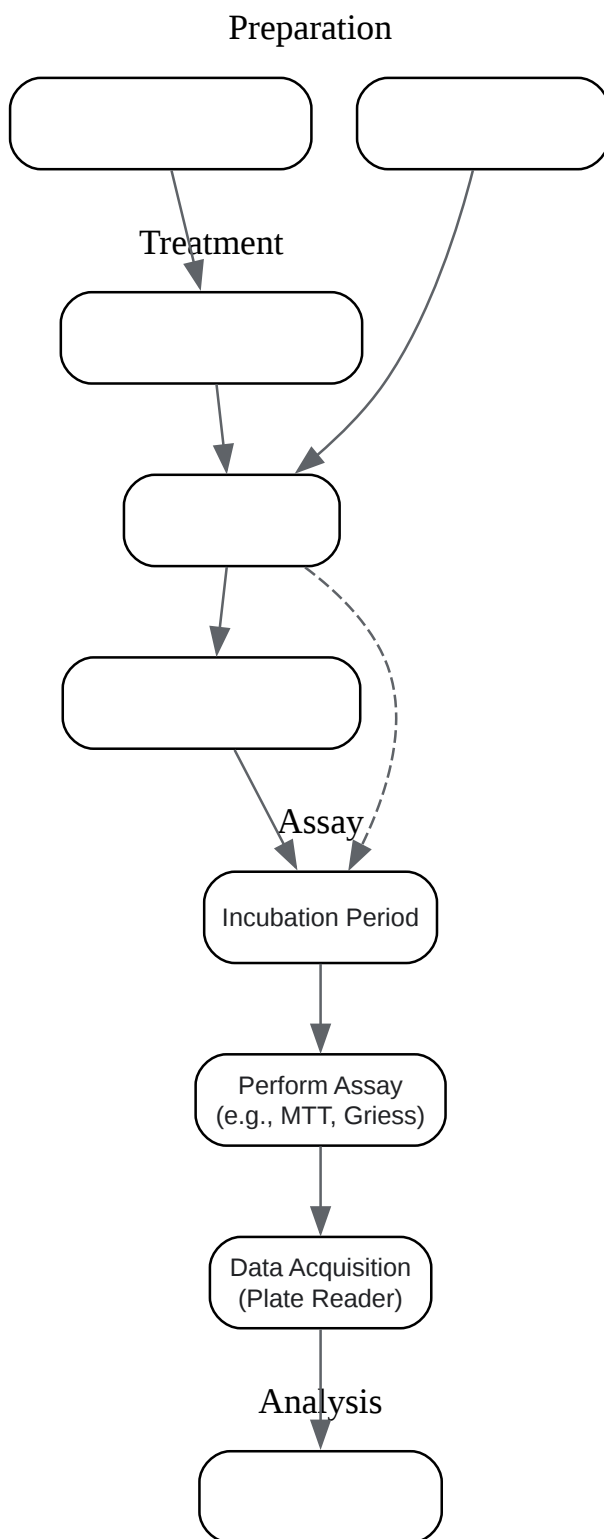 Preparation
Treatment
Assay
Incubation Period
Perform Assay
(e.g., MTT, Griess)
Data Acquisition
(Plate Reader)
Analysis